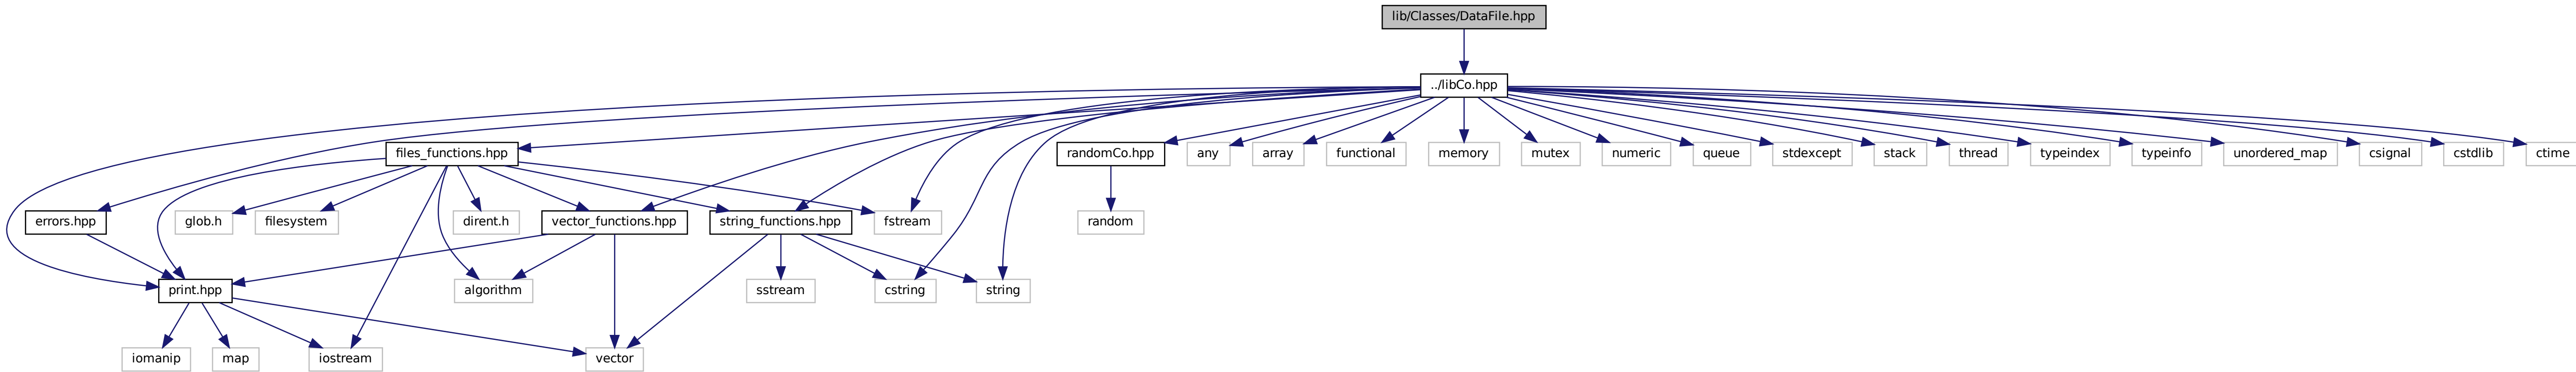 lib/Classes/DataFile.hpp
../libCo.hpp
files_functions.hpp
randomCo.hpp
any
array
functional
memory
mutex
numeric
queue
stdexcept
stack
thread
typeindex
typeinfo
unordered_map
csignal
cstdlib
ctime
errors.hpp
glob.h
filesystem
dirent.h
vector_functions.hpp
string_functions.hpp
fstream
random
print.hpp
algorithm
sstream
cstring
string
iomanip
map
iostream
vector